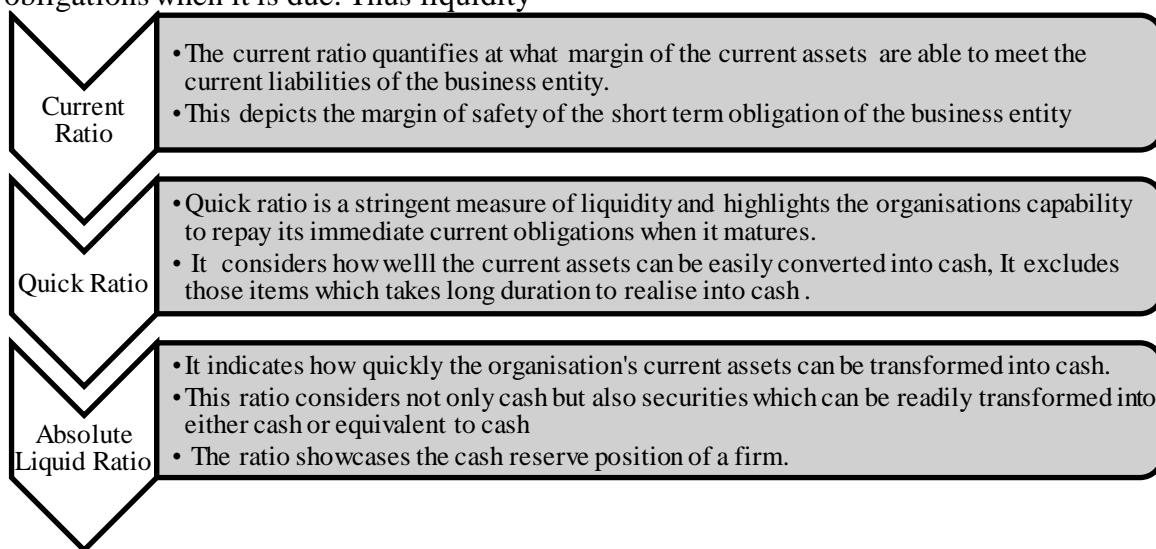 obligations when it is due. Thus liquidity
Current
Ratio
• The current ratio quantifies at what margin of the current assets are able to meet the
current liabilities of the business entity.
• This depicts the margin of safety of the short term obligation of the business entity
Quick Ratio
• Quick ratio is a stringent measure of liquidity and highlights the organisations capability
to repay its immediate current obligations when it matures.
• It considers how welll the current assets can be easily converted into cash, It excludes
those items which takes long duration to realise into cash .
Absolute
Liquid Ratio
• It indicates how quickly the organisation's current assets can be transformed into cash.
• This ratio considers not only cash but also securities which can be readily transformed into
either cash or equivalent to cash
• The ratio showcases the cash reserve position of a firm.